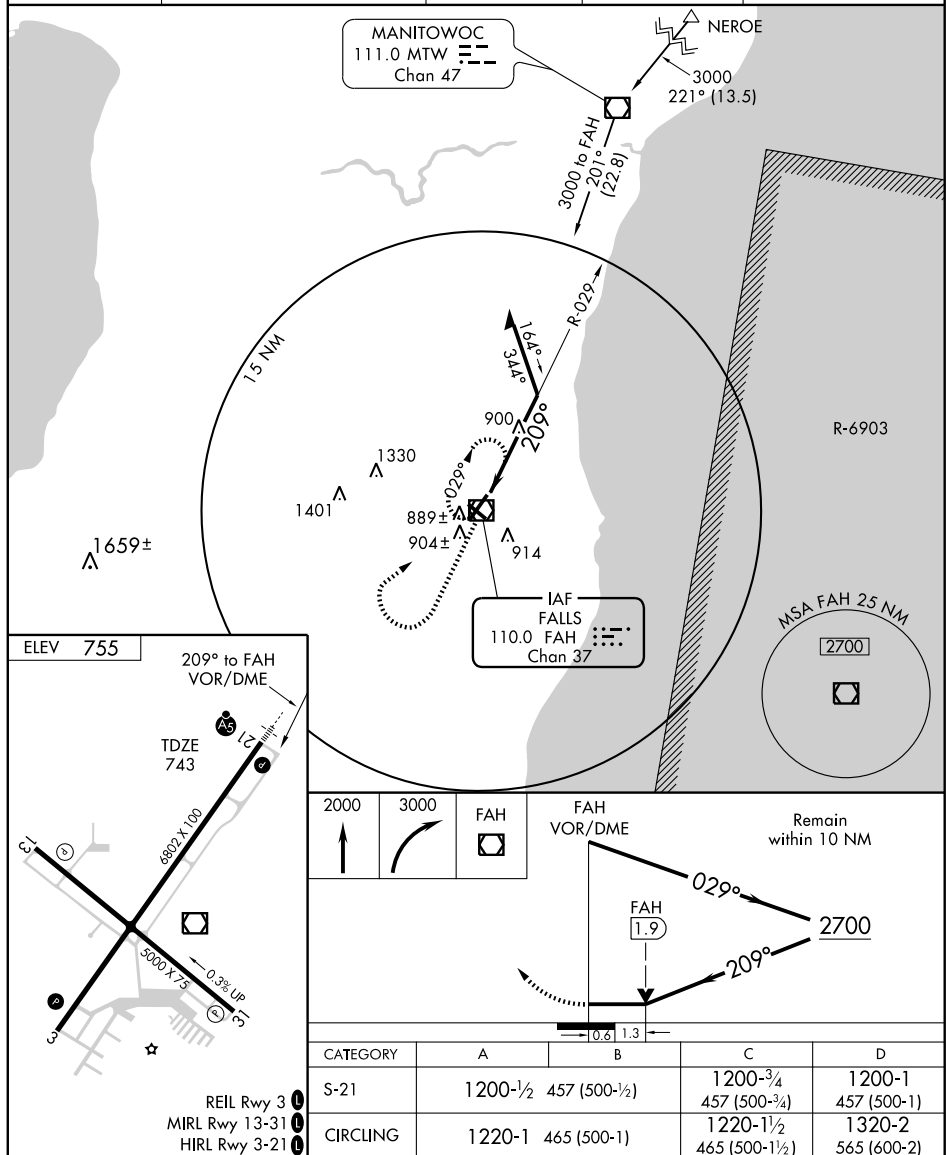 MANITOWOC
111.0 MTW
Chan 47
NEROE
3000
221° (13.5)
3000 to FAH
201°
(22.8)
R-029
15 NM
164°
344°
900
209°
R-6903
1330
029°
1401
889±
904±
914
1659±
IAF
FALLS
110.0 FAH
Chan 37
MSA FAH 25 NM
2700
ELEV 755
209° to FAH
VOR/DME
A5
21
TDZE
743
P
6802 X 100
13
P
5000 X 75
0.3% UP
P
P
31
3
REIL Rwy 3 L
MIRL Rwy 13-31 L
HIRL Rwy 3-21 L
2000
3000
FAH
FAH
VOR/DME
Remain
within 10 NM
029°
2700
FAH
1.9
209°
0.6
1.3
CATEGORY A B C D
S-21 1200-½ 457 (500-½) 1200-¾ 457 (500-¾) 1200-1 457 (500-1)
CIRCLING 1220-1 465 (500-1) 1220-1½ 465 (500-1½) 1320-2 565 (600-2)